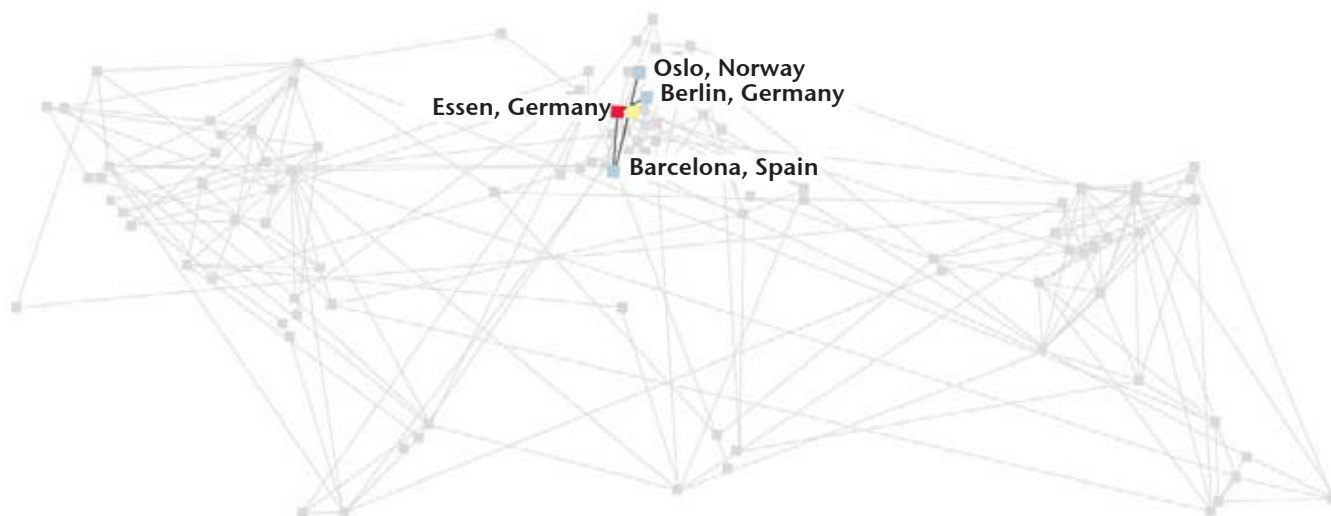 Oslo, Norway
Berlin, Germany
Essen, Germany
Barcelona, Spain